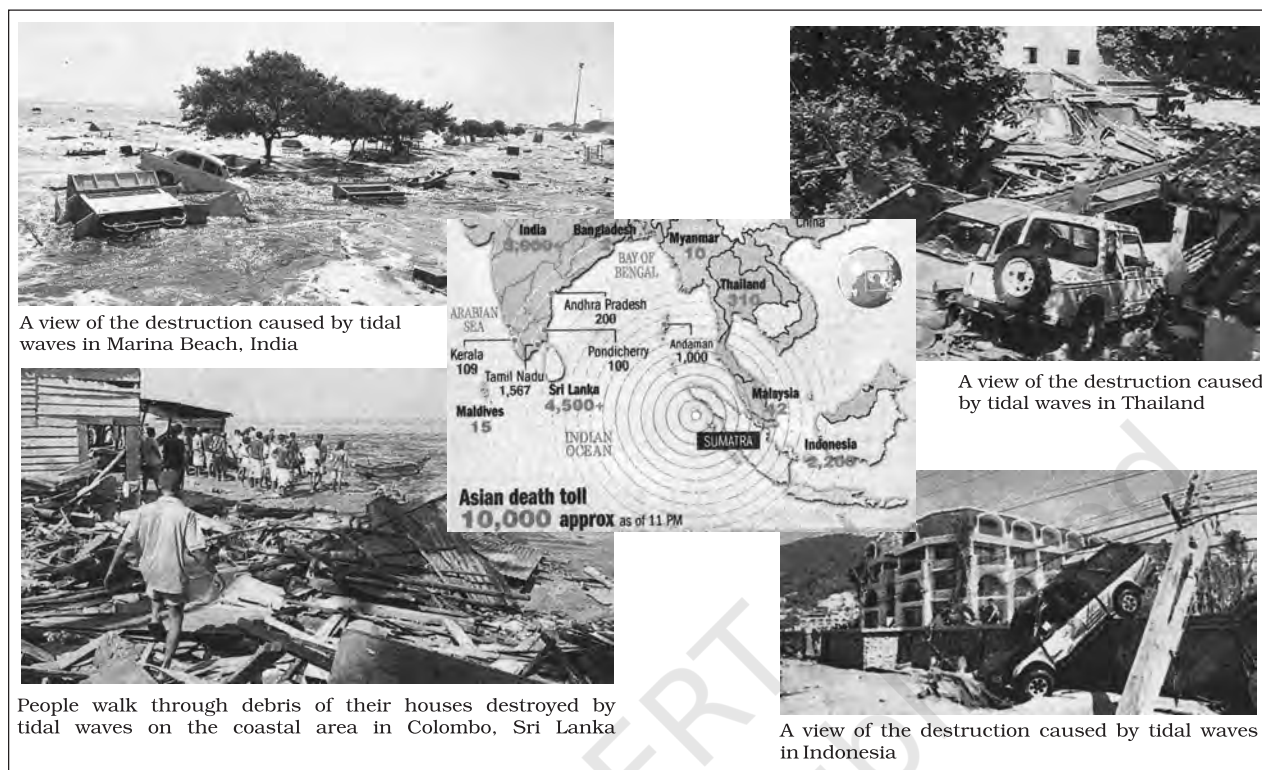 A view of the destruction caused by tidal
waves in Marina Beach, India
People walk through debris of their houses destroyed by
tidal waves on the coastal area in Colombo, Sri Lanka
India
3,000+
Bangladesh
2
Myanmar
10
China
BAY OF
BENGAL
Thailand
310
ARABIAN
SEA
Andhra Pradesh
200
Kerala
109
Pondicherry
100
Andaman
1,000
Tamil Nadu
1,567
Sri Lanka
4,500+
Maldives
15
Malaysia
42
INDIAN
OCEAN
SUMATRA
Indonesia
Asian death toll
10,000 approx as of 11 PM
A view of the destruction caused
by tidal waves in Thailand
A view of the destruction caused by tidal waves
in Indonesia